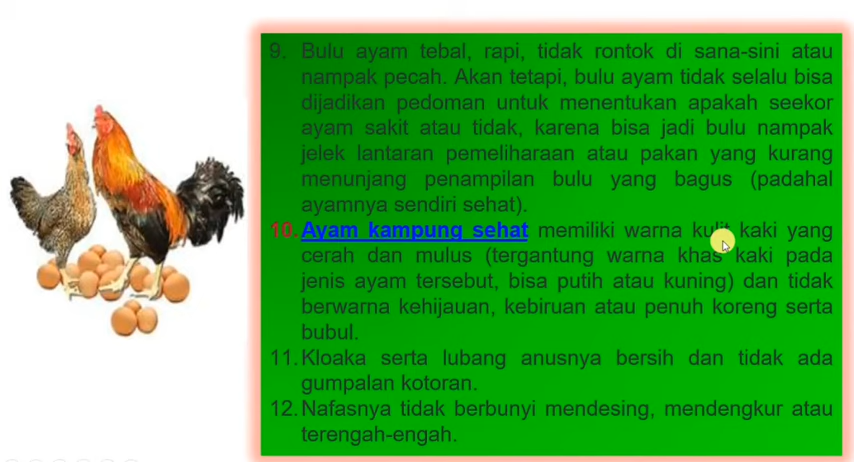 9. Bulu ayam tebal, rapi, tidak rontok di sana-sini atau
nampak pecah. Akan tetapi, bulu ayam tidak selalu bisa
dijadikan pedoman untuk menentukan apakah seekor
ayam sakit atau tidak, karena bisa jadi bulu nampak
jelek lantaran pemeliharaan atau pakan yang kurang
menunjang penampilan bulu yang bagus (padahal
ayamnya sendiri sehat).
10. Ayam kampung sehat memiliki warna kulit kaki yang
cerah dan mulus (tergantung warna khas kaki pada
jenis ayam tersebut, bisa putih atau kuning) dan tidak
berwarna kehijauan, kebiruan atau penuh koreng serta
bubul.
11. Kloaka serta lubang anusnya bersih dan tidak ada
gumpalan kotoran.
12. Nafasnya tidak berbunyi mendesing, mendengkur atau
terengah-engah.